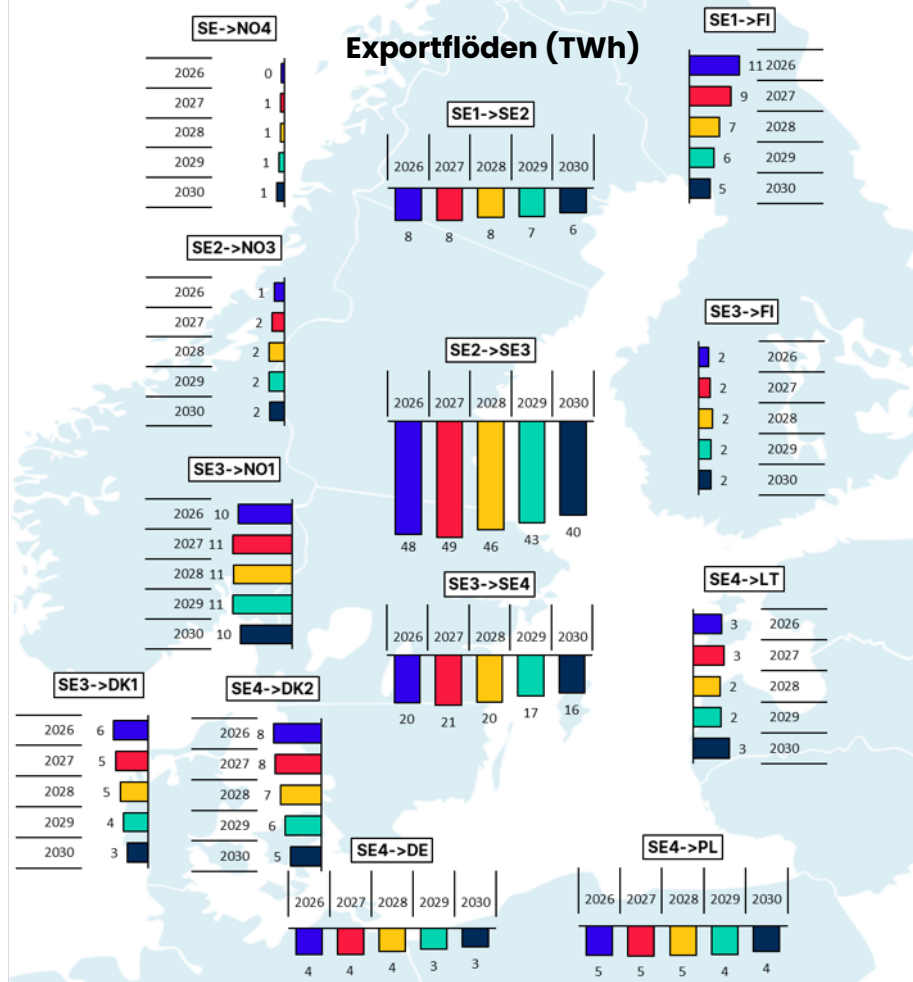 Exportflöden (TWh)
SE->NO4
2026 0
2027 1
2028 1
2029 1
2030 1
SE1->FI
11 2026
9 2027
7 2028
6 2029
5 2030
SE1->SE2
2026 2027 2028 2029 2030
8 8 8 7 6
SE2->NO3
2026 1
2027 2
2028 2
2029 2
2030 2
SE2->SE3
2026 2027 2028 2029 2030
48 49 46 43 40
SE3->FI
2 2026
2 2027
2 2028
2 2029
2 2030
SE3->NO1
2026 10
2027 11
2028 11
2029 11
2030 10
SE3->SE4
2026 2027 2028 2029 2030
20 21 20 17 16
SE4->LT
3 2026
3 2027
2 2028
2 2029
3 2030
SE3->DK1
2026 6
2027 5
2028 5
2029 4
2030 3
SE4->DK2
2026 8
2027 8
2028 7
2029 6
2030 5
SE4->DE
2026 2027 2028 2029 2030
4 4 4 3 3
SE4->PL
2026 2027 2028 2029 2030
5 5 5 4 4